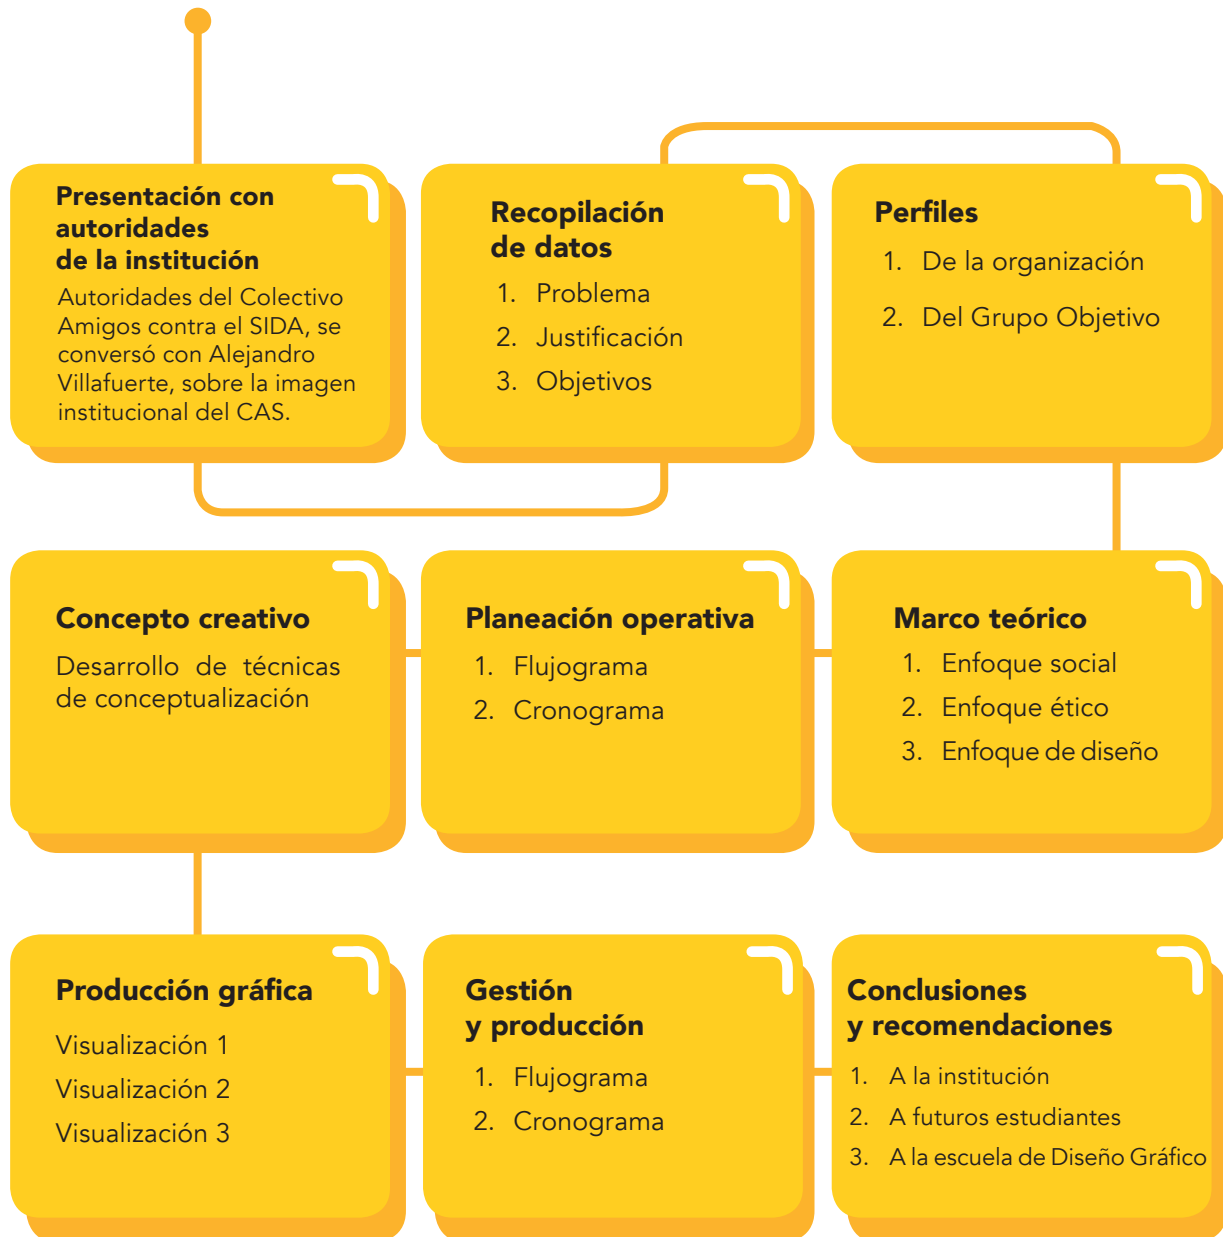 Presentación con
autoridades
de la institución
Autoridades del Colectivo
Amigos contra el SIDA, se
conversó con Alejandro
Villafuerte, sobre la imagen
institucional del CAS.
Recopilación
de datos
1. Problema
2. Justificación
3. Objetivos
Perfiles
1. De la organización
2. Del Grupo Objetivo
Marco teórico
1. Enfoque social
2. Enfoque ético
3. Enfoque de diseño
Planeación operativa
1. Flujograma
2. Cronograma
Concepto creativo
Desarrollo de técnicas
de conceptualización
Producción gráfica
Visualización 1
Visualización 2
Visualización 3
Gestión
y producción
1. Flujograma
2. Cronograma
Conclusiones
y recomendaciones
1. A la institución
2. A futuros estudiantes
3. A la escuela de Diseño Gráfico